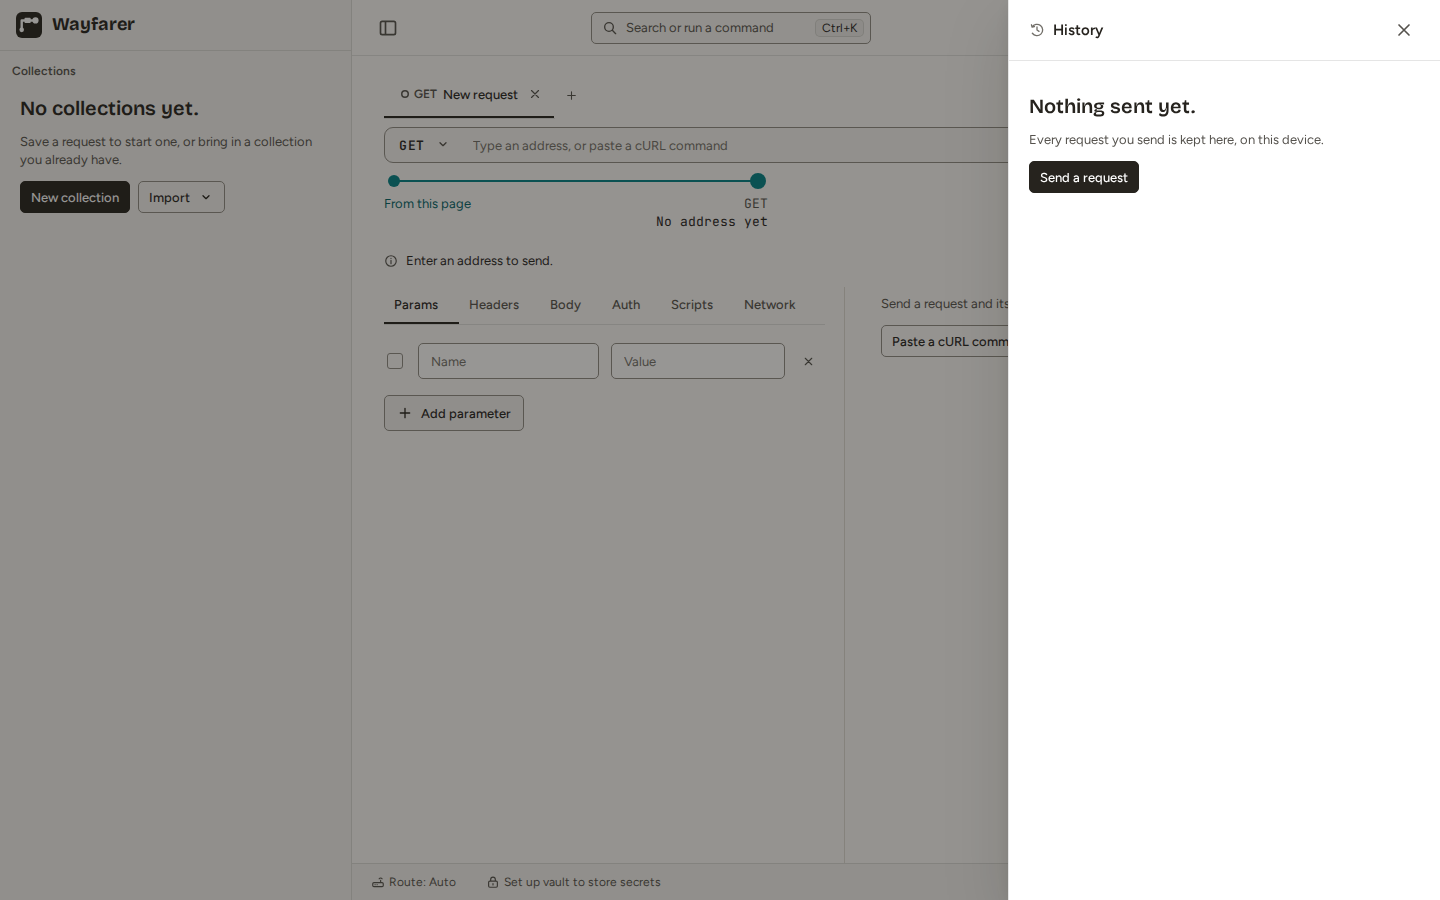 Wayfarer
Collections
No collections yet.
Save a request to start one, or bring in a collection
you already have.
New collection
Import
Search or run a command
Ctrl+K
GET New request
GET
Type an address, or paste a cURL command
From this page
GET
No address yet
Enter an address to send.
Params
Headers
Body
Auth
Scripts
Network
Name
Value
Add parameter
Send a request and its
Paste a cURL comm
Route: Auto
Set up vault to store secrets
History
Nothing sent yet.
Every request you send is kept here, on this device.
Send a request